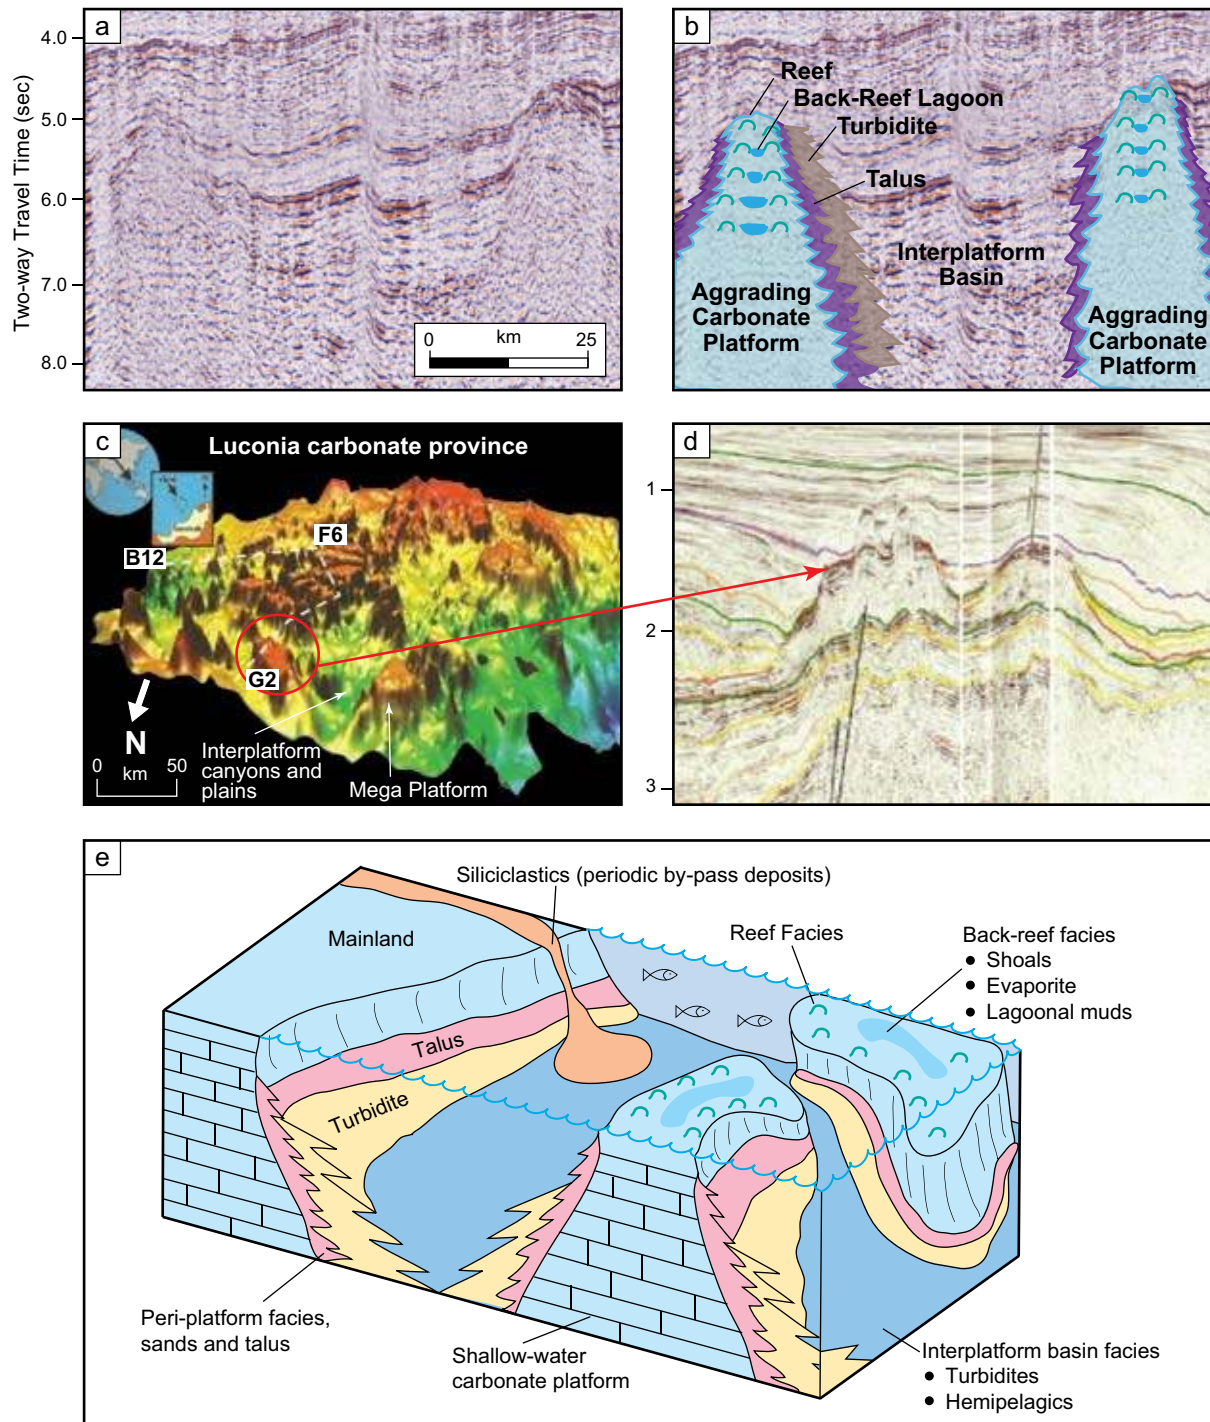 a
4.0
5.0
6.0
7.0
8.0
Two-way Travel Time (sec)
0
km
25
b
Reef
Back-Reef Lagoon
Turbidite
Talus
Interplatform
Basin
Aggrading
Carbonate
Platform
Aggrading
Carbonate
Platform
c
Luconia carbonate province
F6
B12
G2
N
0
50
km
Interplatform
canyons and
plains
Mega Platform
d
1
2
3
e
Siliciclastics (periodic by-pass deposits)
Mainland
Reef Facies
Back-reef facies
● Shoals
● Evaporite
● Lagoonal muds
Talus
Turbidite
Peri-platform facies,
sands and talus
Shallow-water
carbonate platform
Interplatform basin facies
● Turbidites
● Hemipelagics